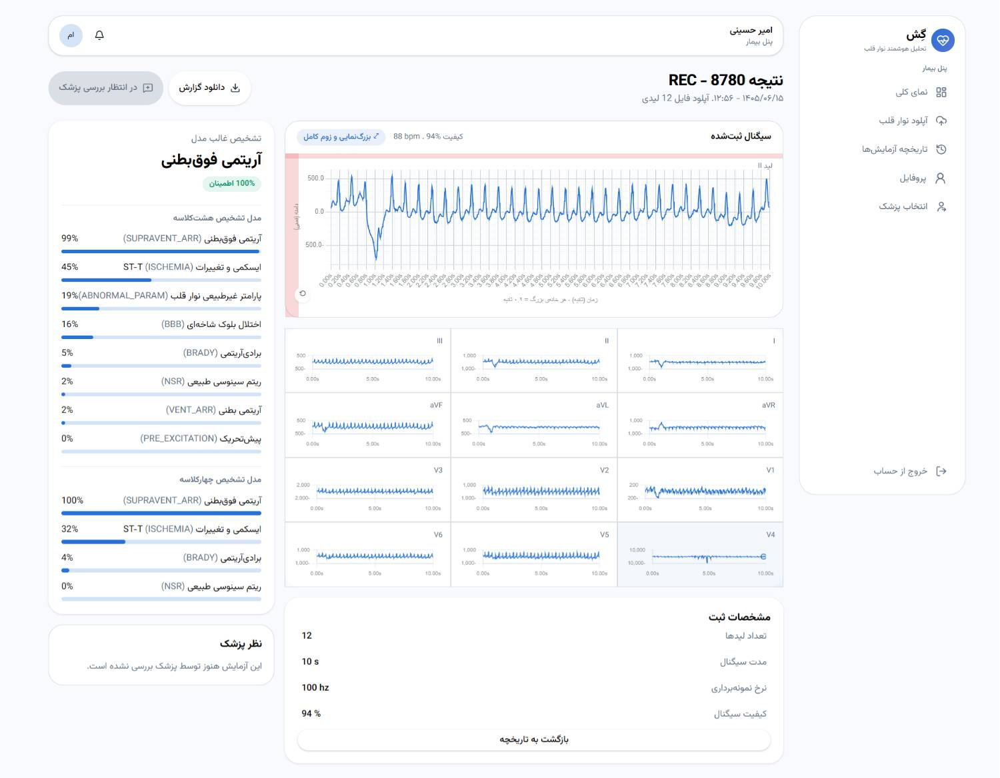 گِش
تحلیل هوشمند نوار قلب
پنل بیمار
نمای کلی
آپلود نوار قلب
تاریخچه آزمایش‌ها
پروفایل
انتخاب پزشک
خروج از حساب
امیر حسینی
پنل بیمار
ام
نتیجه REC - 8780
۱۴۰۵/۰۶/۱۵ - ۱۲:۵۶. آپلود فایل 12 لیدی
دانلود گزارش
در انتظار بررسی پزشک
سیگنال ثبت‌شده
کیفیت 94% . 88 bpm
بزرگ‌نمایی و زوم کامل
لید II
500.0
0.0
500.0-
0.00s 0.20s 0.40s 0.60s 0.80s 1.00s 1.20s 1.40s 1.60s 1.80s 2.00s 2.20s 2.40s 2.60s 2.80s 3.00s 3.20s 3.40s 3.60s 3.80s 4.00s 4.20s 4.40s 4.60s 4.80s 5.00s 5.20s 5.40s 5.60s 5.80s 6.00s 6.20s 6.40s 6.60s 6.80s 7.00s 7.20s 7.40s 7.60s 7.80s 8.00s 8.20s 8.40s 8.60s 8.80s 9.00s 9.20s 9.40s 9.60s 9.80s 10.00s
زمان (ثانیه) - هر خانه‌ی بزرگ = ۰.۲ ثانیه
I
1,000
1,000-
0.00s 5.00s 10.00s
II
1,000
1,000-
0.00s 5.00s 10.00s
III
500
500-
0.00s 5.00s 10.00s
aVR
1,000
1,000-
0.00s 5.00s 10.00s
aVL
500
500-
0.00s 5.00s 10.00s
aVF
500
500-
0.00s 5.00s 10.00s
V1
200
200-
0.00s 5.00s 10.00s
V2
1,000
1,000-
0.00s 5.00s 10.00s
V3
2,000
2,000-
0.00s 5.00s 10.00s
V4
10,000
10,000-
0.00s 5.00s 10.00s
V5
1,000
1,000-
0.00s 5.00s 10.00s
V6
1,000
1,000-
0.00s 5.00s 10.00s
مشخصات ثبت
تعداد لیدها 12
مدت سیگنال 10 s
نرخ نمونه‌برداری 100 hz
کیفیت سیگنال 94 %
بازگشت به تاریخچه
تشخیص غالب مدل
آریتمی فوق‌بطنی
100% اطمینان
مدل تشخیص هشت‌کلاسه
آریتمی فوق‌بطنی (SUPRAVENT_ARR) 99%
ایسکمی و تغییرات ST-T (ISCHEMIA) 45%
پارامتر غیرطبیعی نوار قلب (ABNORMAL_PARAM) 19%
اختلال بلوک شاخه‌ای (BBB) 16%
برادی‌آریتمی (BRADY) 5%
ریتم سینوسی طبیعی (NSR) 2%
آریتمی بطنی (VENT_ARR) 2%
پیش‌تحریک (PRE_EXCITATION) 0%
مدل تشخیص چهارکلاسه
آریتمی فوق‌بطنی (SUPRAVENT_ARR) 100%
ایسکمی و تغییرات ST-T (ISCHEMIA) 32%
برادی‌آریتمی (BRADY) 4%
ریتم سینوسی طبیعی (NSR) 0%
نظر پزشک
این آزمایش هنوز توسط پزشک بررسی نشده است.